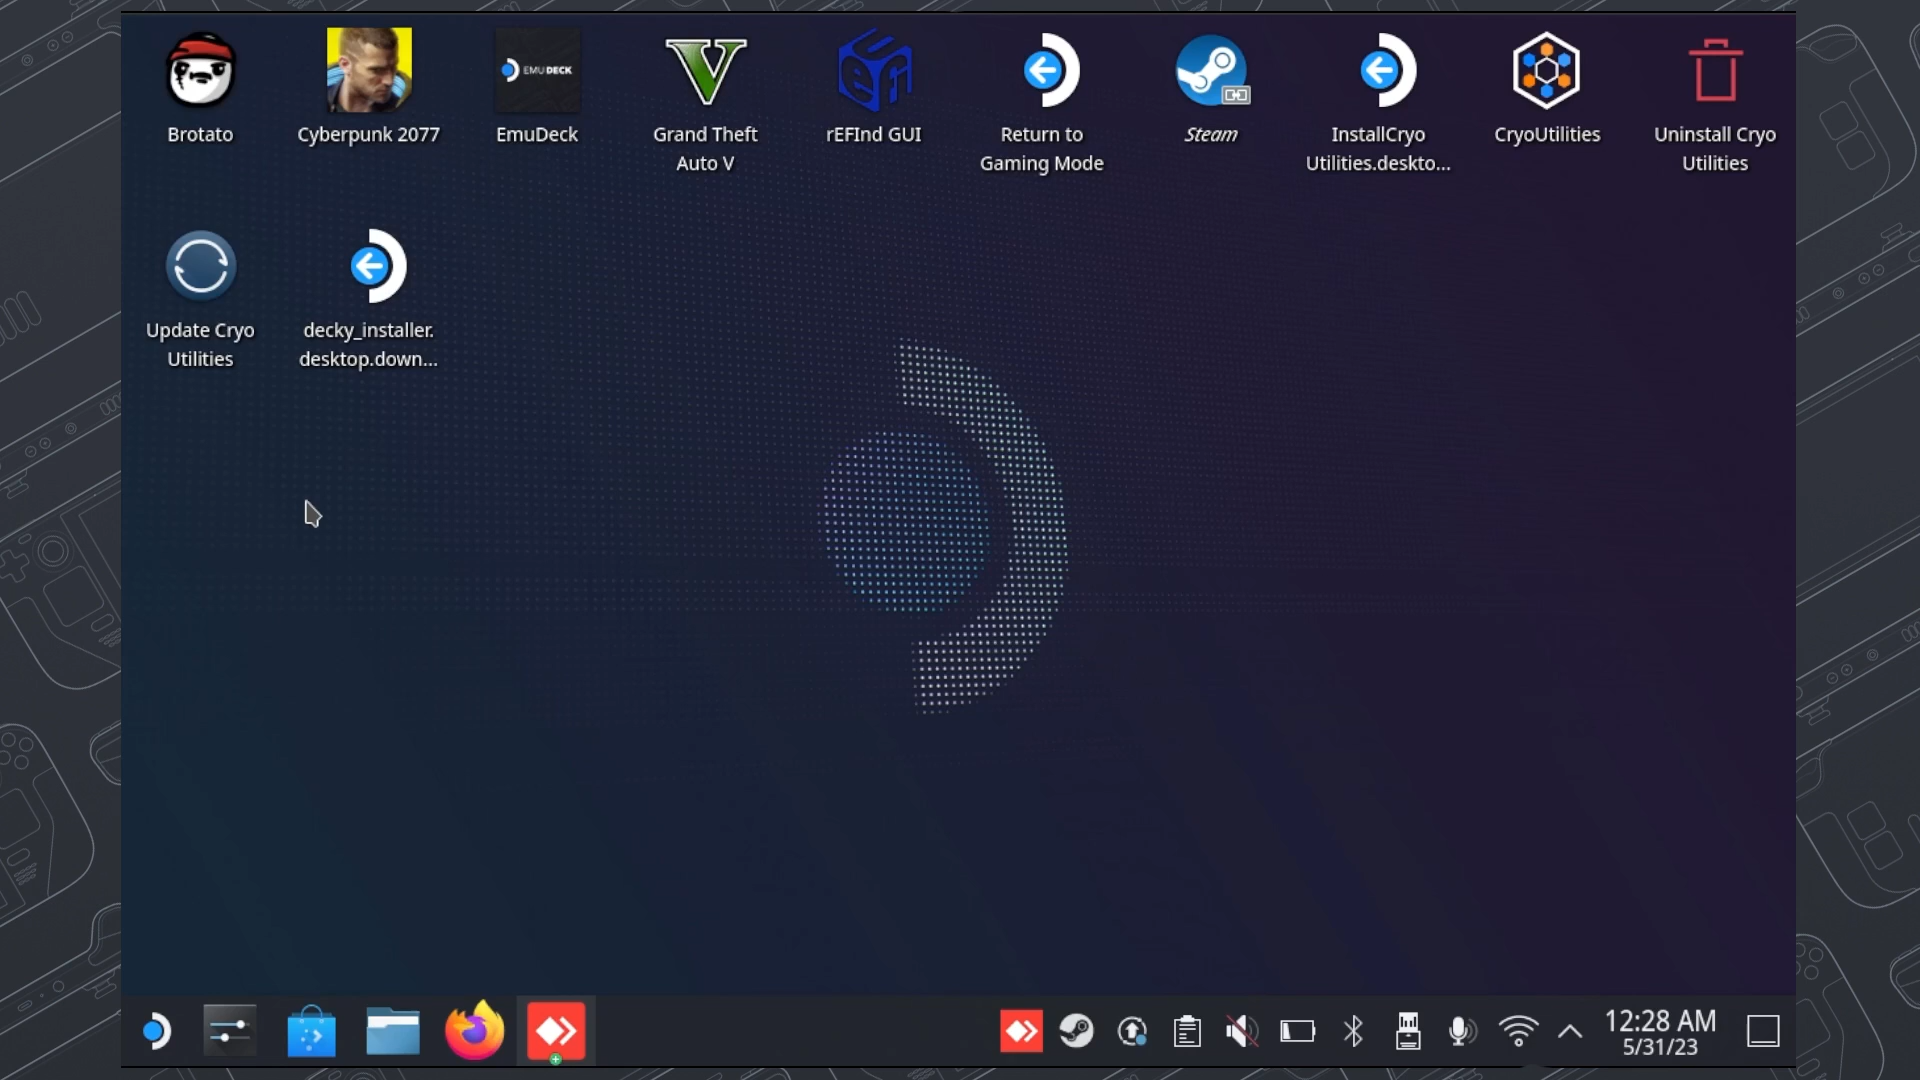 EMUDECK
Brotato
Cyberpunk 2077
EmuDeck
Grand Theft
Auto V
rEFInd GUI
Return to
Gaming Mode
Steam
InstallCryo
Utilities.deskto...
CryoUtilities
Uninstall Cryo
Utilities
Update Cryo
Utilities
decky_installer.
desktop.down...
12:28 AM
5/31/23